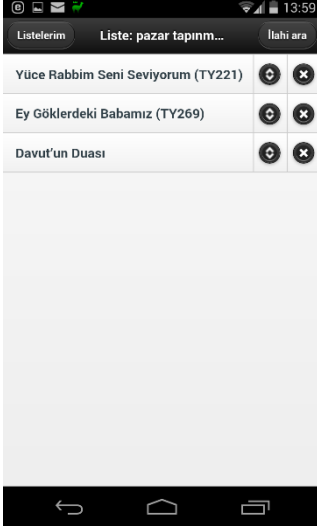 13:59
Listelerim
Liste: pazar tapınm...
İlahi ara
Yüce Rabbim Seni Seviyorum (TY221)
Ey Göklerdeki Babamız (TY269)
Davut’un Duası